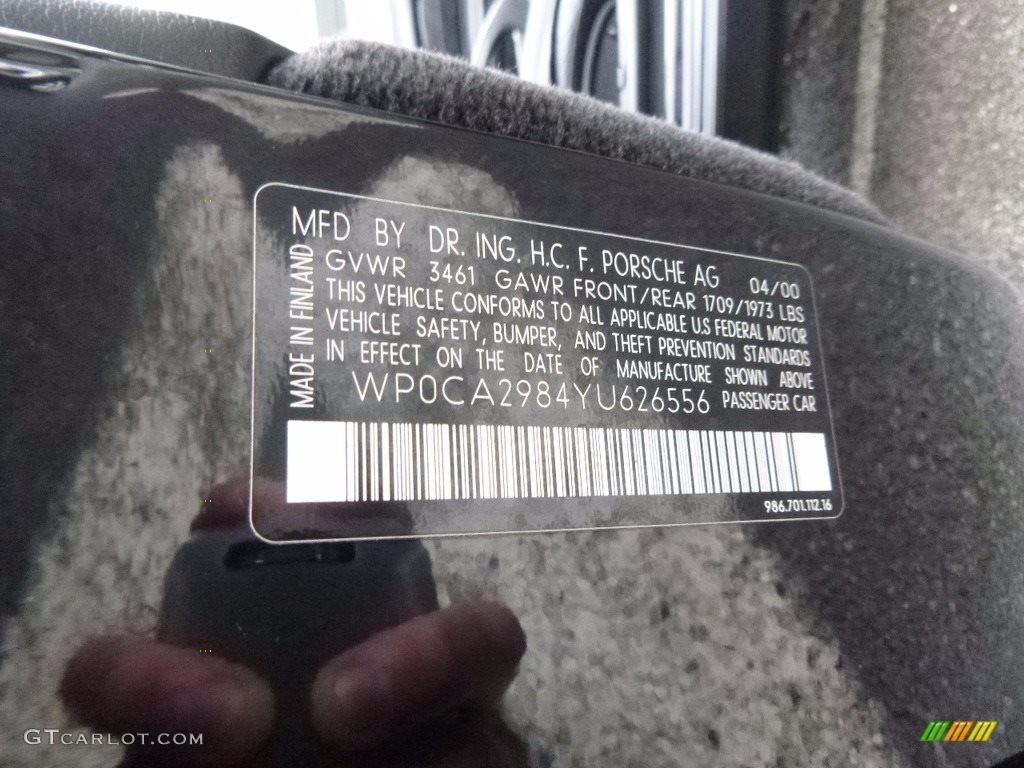 MFD BY DR. ING. H.C. F. PORSCHE AG 04/00
GVWR 3461 GAWR FRONT/REAR 1709/1973 LBS
THIS VEHICLE CONFORMS TO ALL APPLICABLE U.S FEDERAL MOTOR
VEHICLE SAFETY, BUMPER, AND THEFT PREVENTION STANDARDS
IN EFFECT ON THE DATE OF MANUFACTURE SHOWN ABOVE
WP0CA2984YU626556 PASSENGER CAR
MADE IN FINLAND
986.701.112.16
GTCARLOT.COM